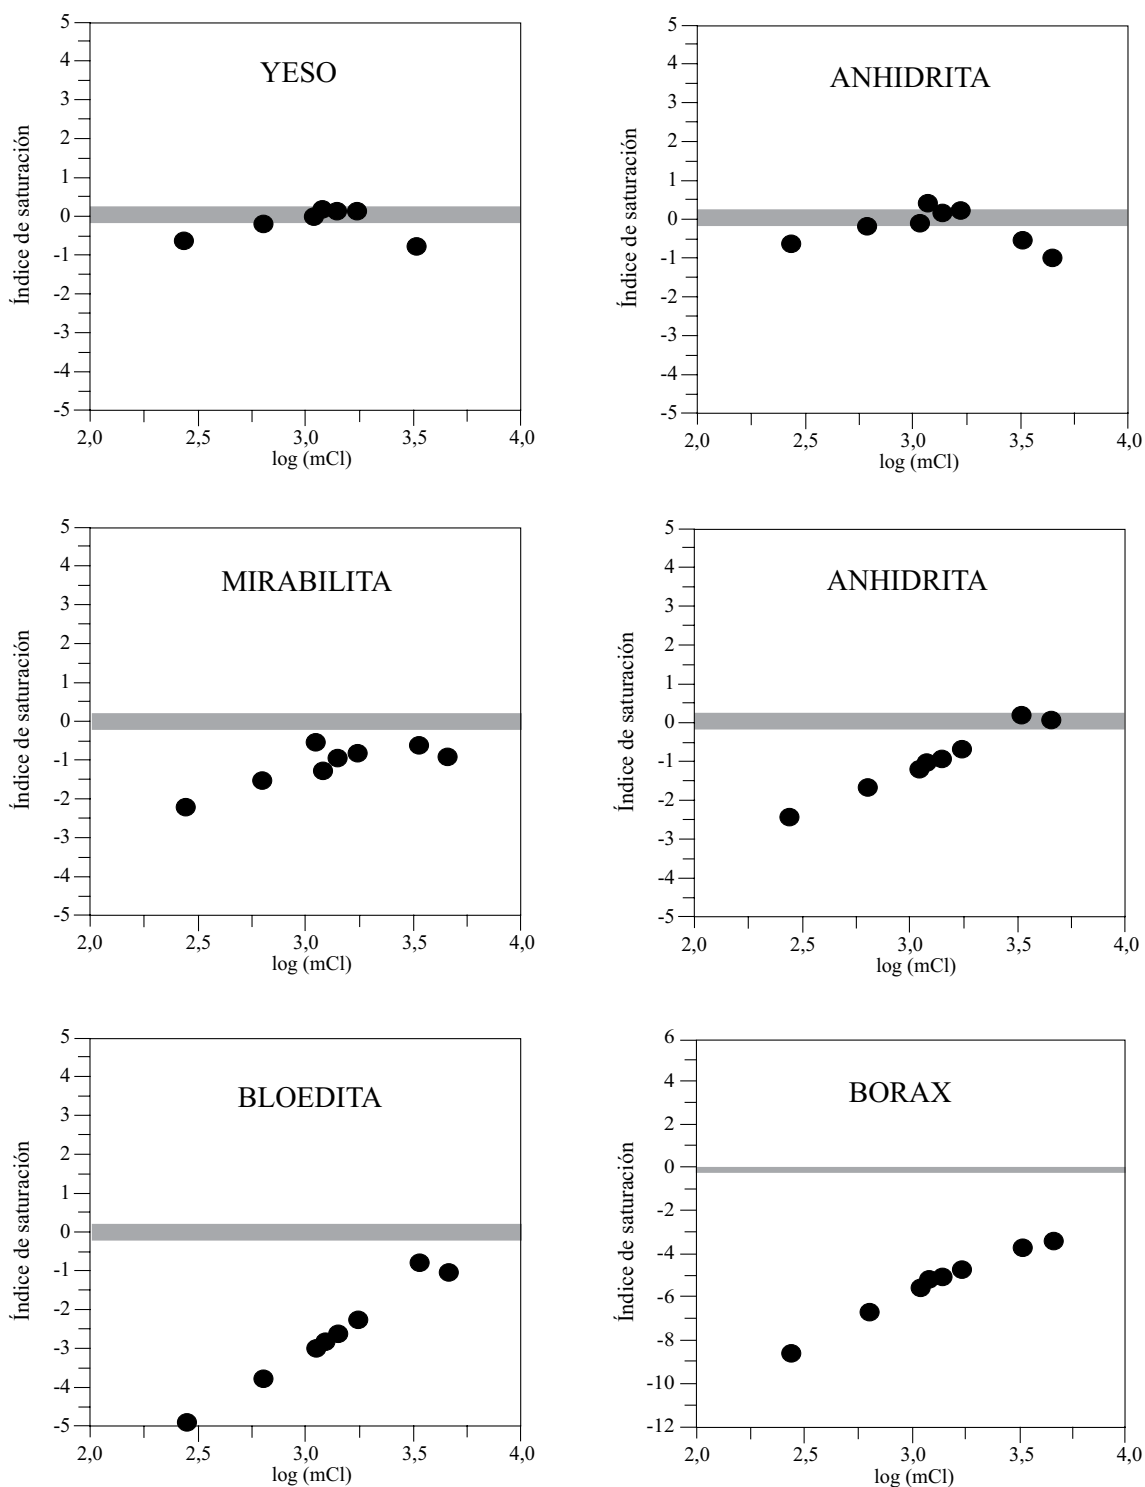 YESO
Índice de saturación
5
4
3
2
1
0
-1
-2
-3
-4
-5
2,0 2,5 3,0 3,5 4,0
log (mCl)
ANHIDRITA
Índice de saturación
5
4
3
2
1
0
-1
-2
-3
-4
-5
2,0 2,5 3,0 3,5 4,0
log (mCl)
MIRABILITA
Índice de saturación
5
4
3
2
1
0
-1
-2
-3
-4
-5
2,0 2,5 3,0 3,5 4,0
log (mCl)
ANHIDRITA
Índice de saturación
5
4
3
2
1
0
-1
-2
-3
-4
-5
2,0 2,5 3,0 3,5 4,0
log (mCl)
BLOEDITA
Índice de saturación
5
4
3
2
1
0
-1
-2
-3
-4
-5
2,0 2,5 3,0 3,5 4,0
log (mCl)
BORAX
Índice de saturación
6
4
2
0
-2
-4
-6
-8
-10
-12
2,0 2,5 3,0 3,5 4,0
log (mCl)